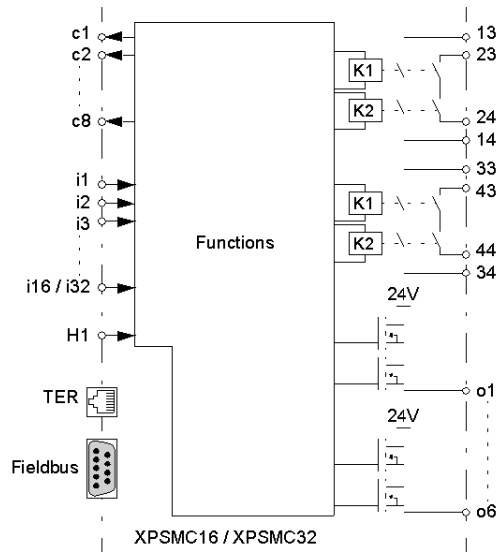 c1
c2
c8
i1
i2
i3
i16 / i32
H1
TER
Fieldbus
Functions
K1
K2
K1
K2
24V
24V
13
23
24
14
33
43
44
34
o1
o6
XPSMC16 / XPSMC32